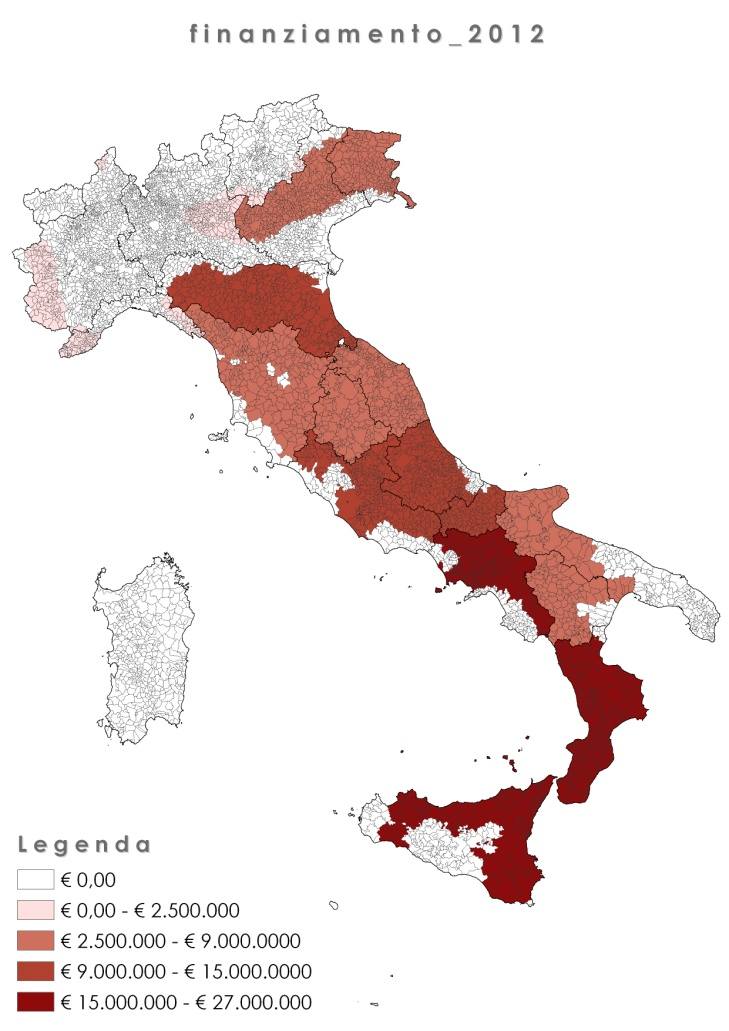 finanziamento_2012
Legenda
€ 0,00
€ 0,00 - € 2.500.000
€ 2.500.000 - € 9.000.0000
€ 9.000.000 - € 15.000.0000
€ 15.000.000 - € 27.000.000